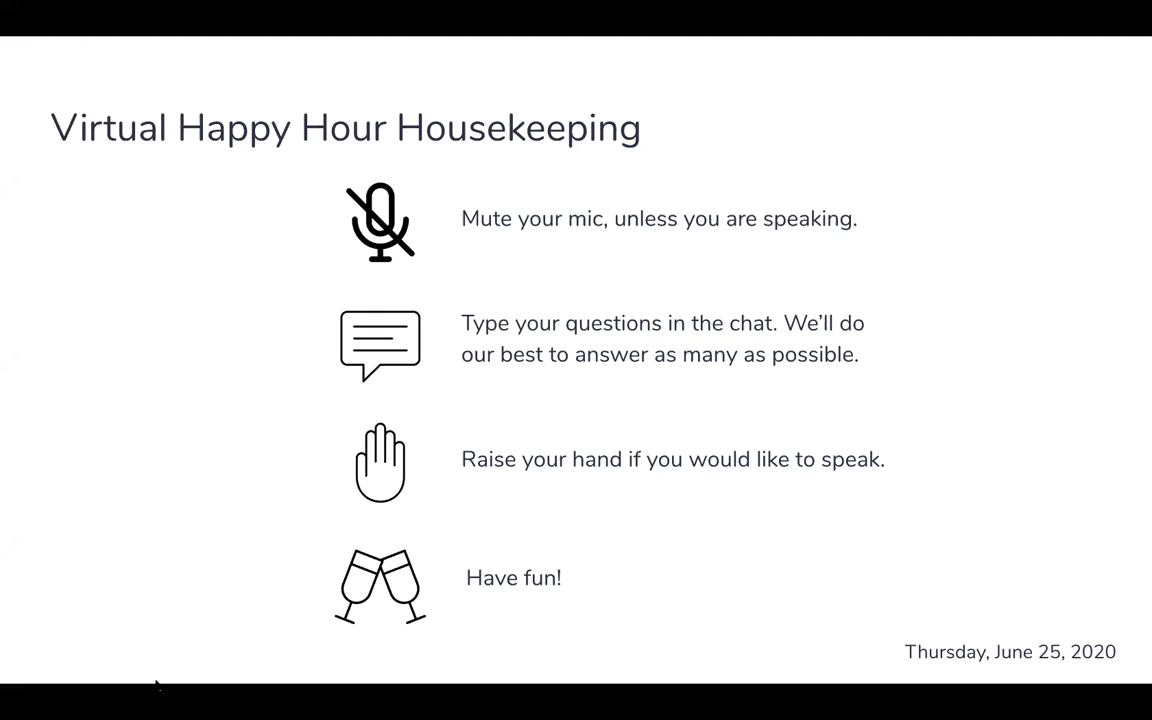 Virtual Happy Hour Housekeeping
Mute your mic, unless you are speaking.
Type your questions in the chat. We’ll do
our best to answer as many as possible.
Raise your hand if you would like to speak.
Have fun!
Thursday, June 25, 2020